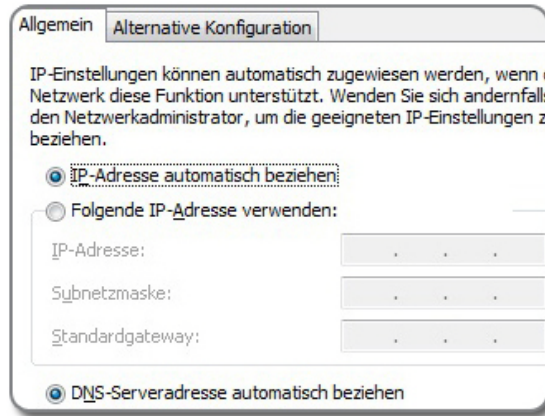 Allgemein
Alternative Konfiguration
IP-Einstellungen können automatisch zugewiesen werden, wenn
Netzwerk diese Funktion unterstützt. Wenden Sie sich andernfalls
den Netzwerkadministrator, um die geeigneten IP-Einstellungen
beziehen.
IP-Adresse automatisch beziehen
Folgende IP-Adresse verwenden:
IP-Adresse:
Subnetzmaske:
Standardgateway:
DNS-Serveradresse automatisch beziehen